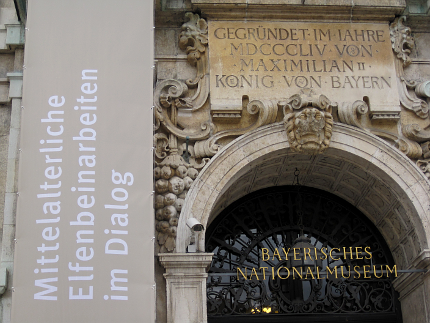 Mittelalterliche
Elfenbeinarbeiten
im Dialog
GEGRÜNDET·IM·JAHRE
MDCCCLIV·VON
MAXIMILIAN II
KÖNIG·VON·BAYERN
BAYERISCHES
NATIONALMUSEUM